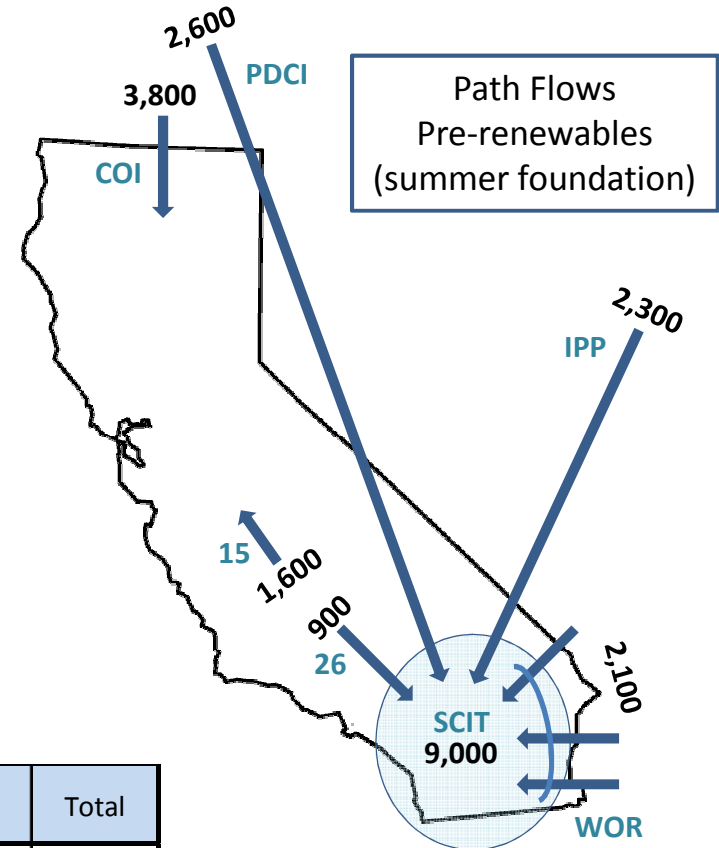 2,600
PDCI
3,800
COI
Path Flows
Pre-renewables
(summer foundation)
2,300
IPP
15
1,600
900
26
2,100
SCIT
9,000
WOR
Total